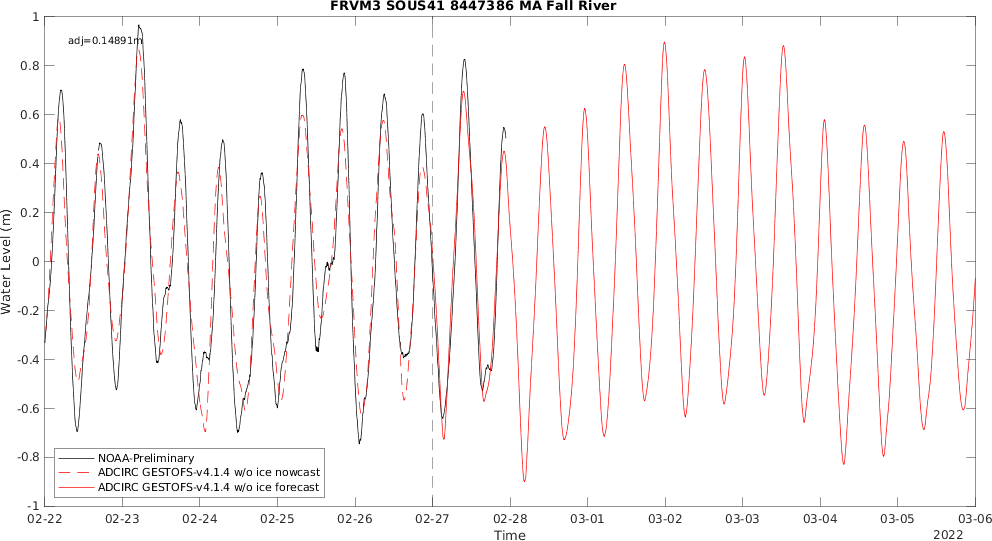 FRVM3 SOUS41 8447386 MA Fall River
adj=0.14891m
1
0.8
0.6
0.4
0.2
0
-0.2
-0.4
-0.6
-0.8
-1
Water Level (m)
NOAA-Preliminary
ADCIRC GESTOFS-v4.1.4 w/o ice nowcast
ADCIRC GESTOFS-v4.1.4 w/o ice forecast
02-22 02-23 02-24 02-25 02-26 02-27 02-28 03-01 03-02 03-03 03-04 03-05 03-06
Time
2022